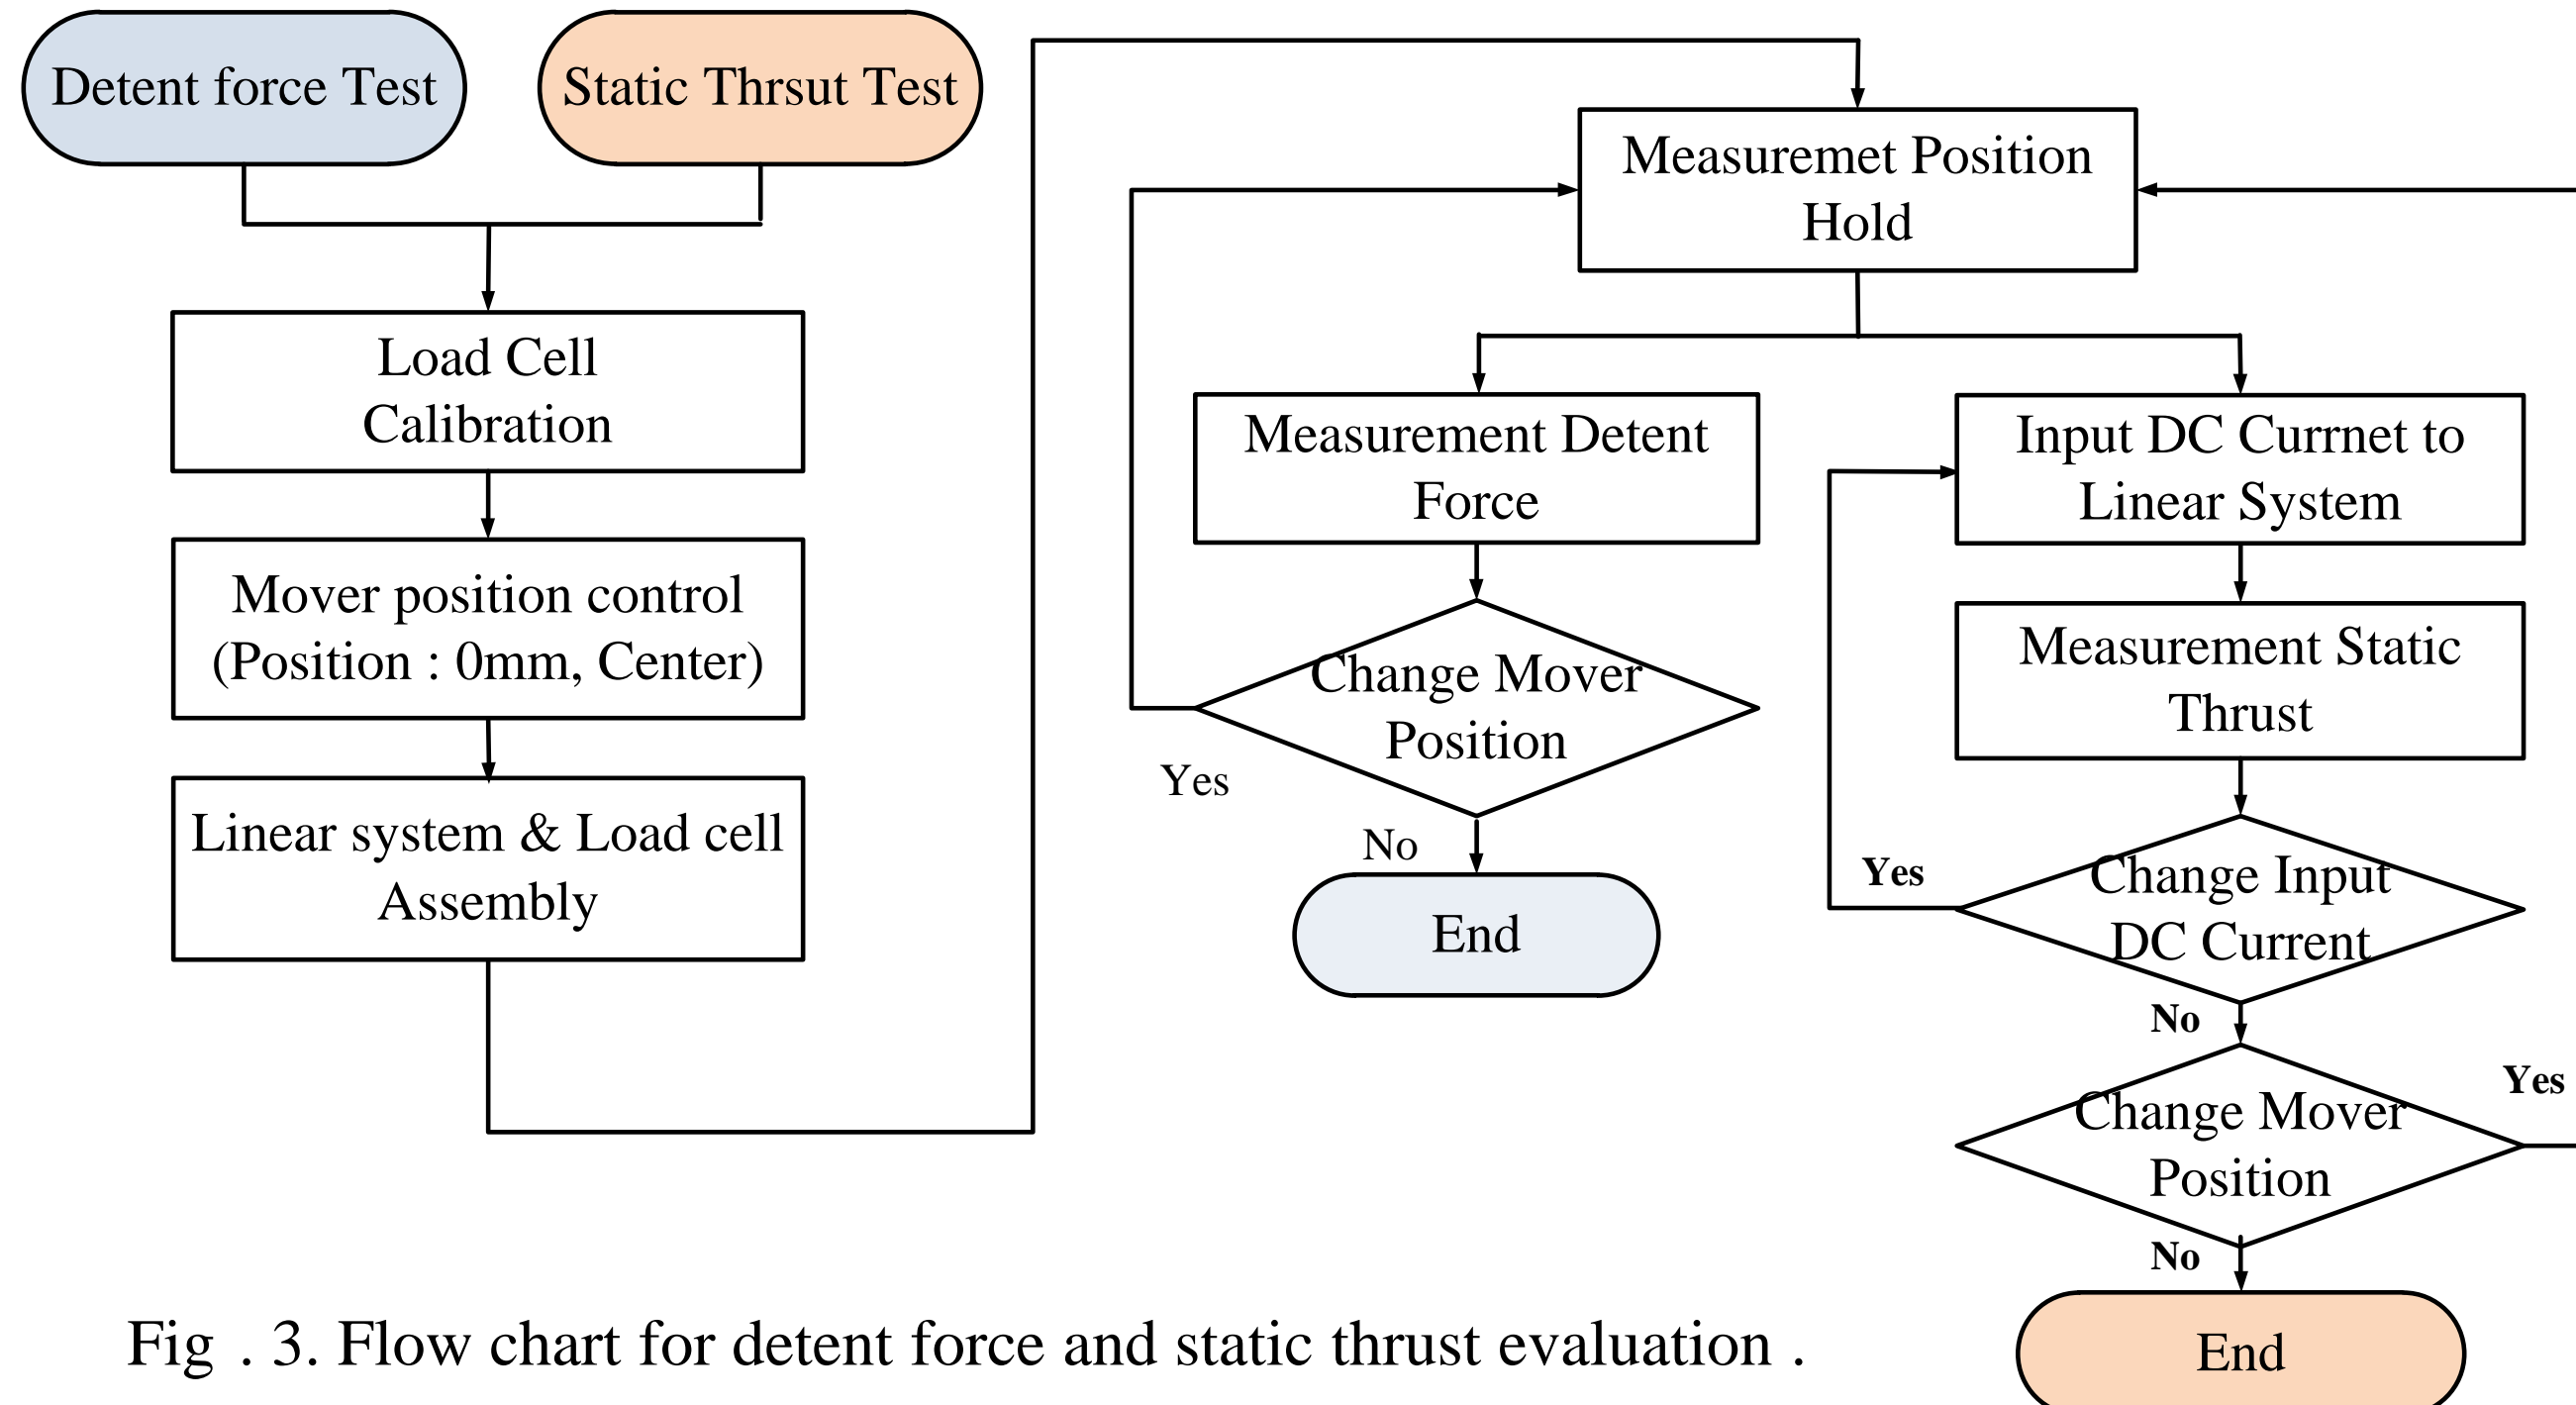 Detent force Test
Static Thrsut Test
Load Cell
Calibration
Mover position control
(Position : 0mm, Center)
Linear system & Load cell
Assembly
Measuremet Position
Hold
Measurement Detent
Force
Change Mover
Position
Yes
No
End
Input DC Currnet to
Linear System
Measurement Static
Thrust
Change Input
DC Current
Yes
No
Change Mover
Position
Yes
No
End
Fig . 3. Flow chart for detent force and static thrust evaluation .